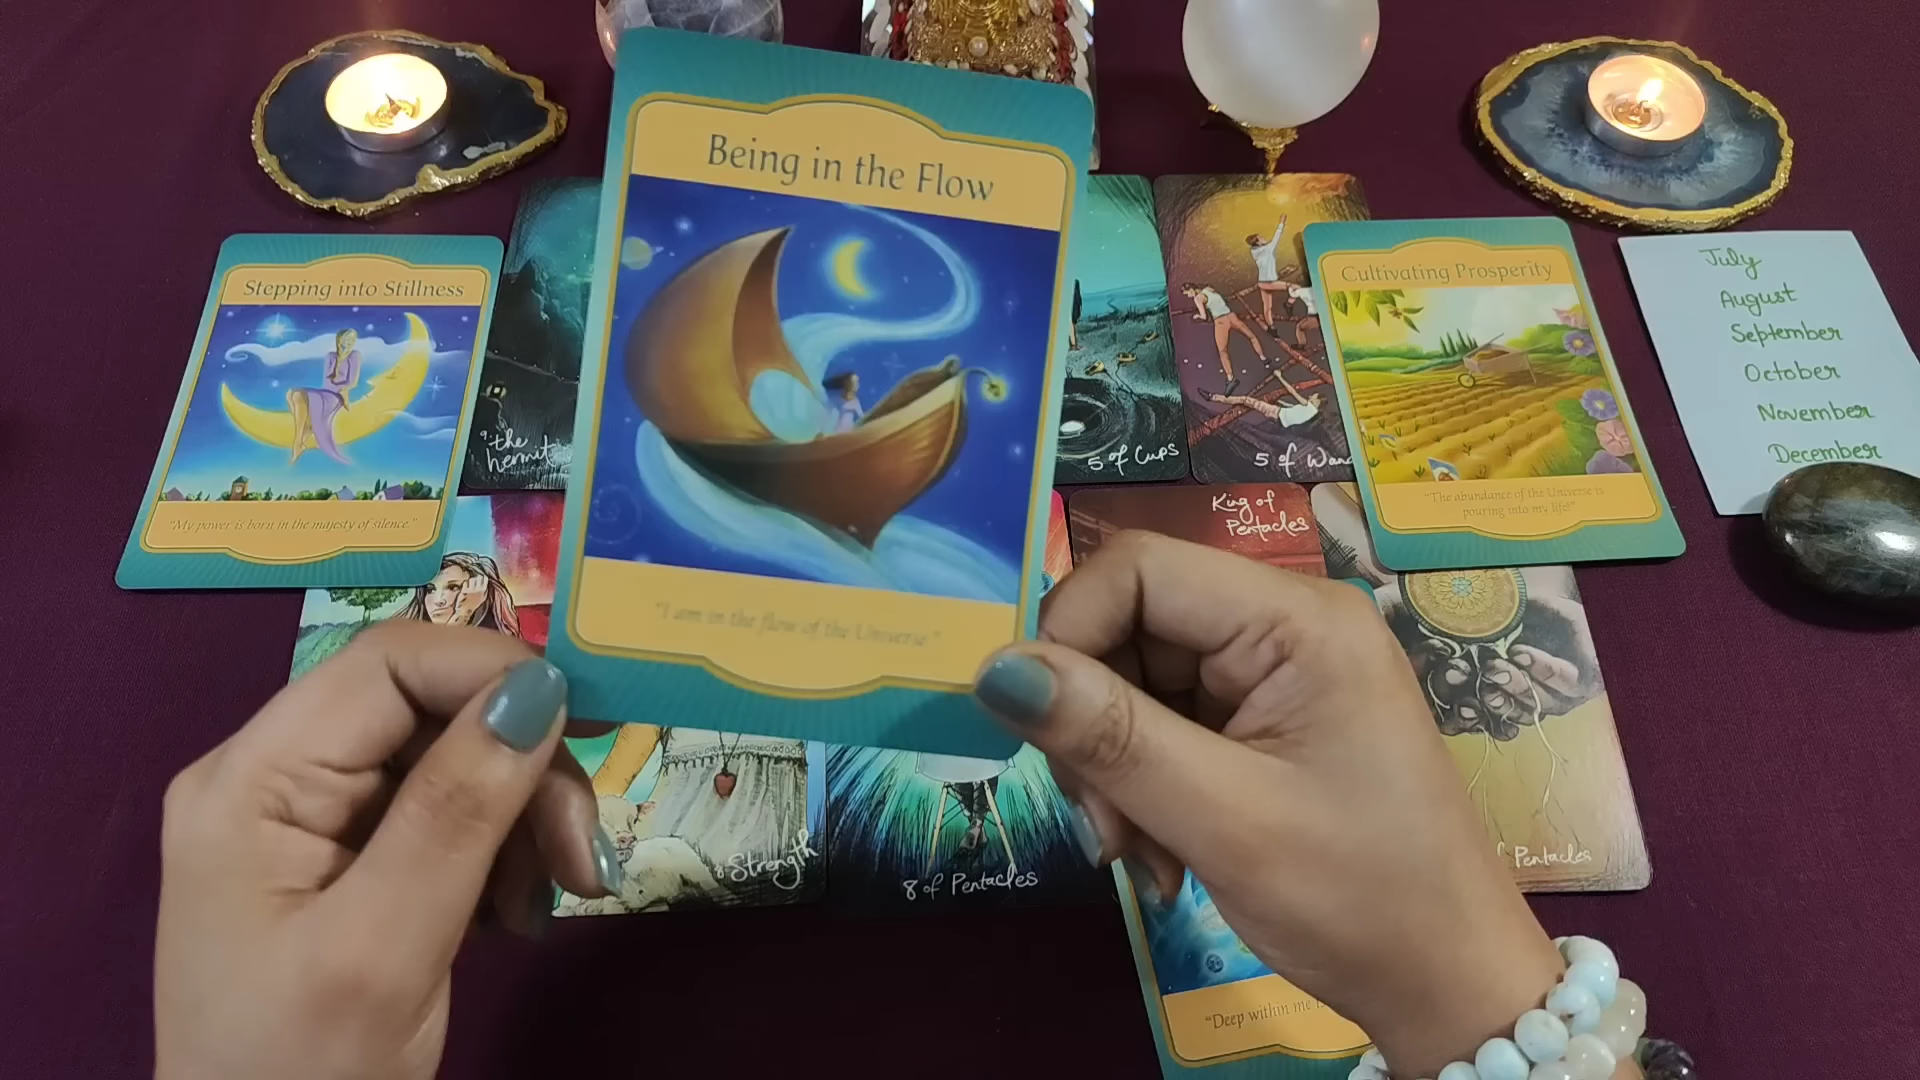 Being in the Flow
"I am in the flow of the Universe."
Stepping into Stillness
"My power is born in the majesty of silence."
9 the
hermit
5 of Cups
5 of Wand
Cultivating Prosperity
"The abundance of the Universe is
pouring into my life!"
July
August
September
October
November
December
King of
Pentacles
8 Strength
8 of Pentacles
Pentacles
"Deep within me